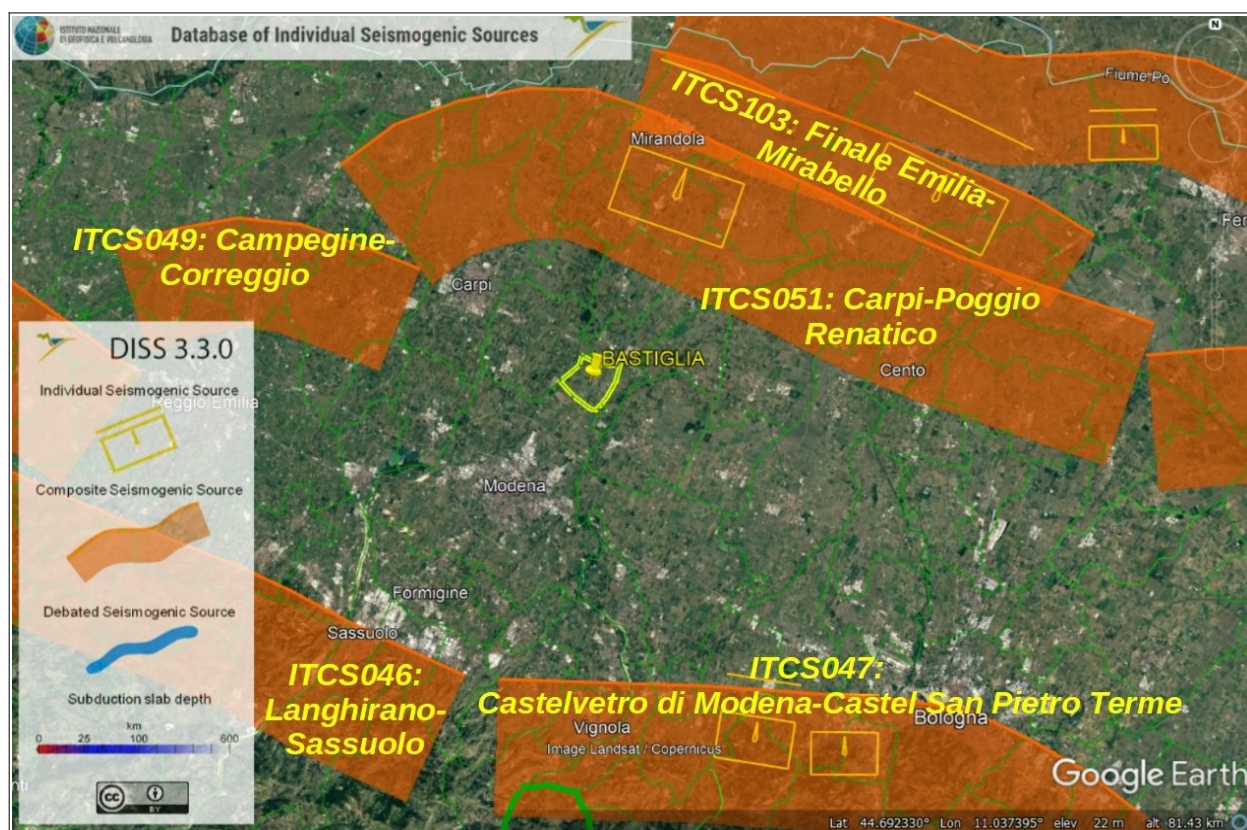 ISTITUTO NAZIONALE
DI GEOFISICA E VULCANOLOGIA
Database of Individual Seismogenic Sources
N
Fiume Po
ITCS103: Finale Emilia-
Mirabello
Mirandola
Fer
ITCS049: Campegine-
Correggio
Carpi
ITCS051: Carpi-Poggio
Renatico
Cento
BASTIGLIA
DISS 3.3.0
Individual Seismogenic Source
Reggio Emilia
Composite Seismogenic Source
Modena
Debated Seismogenic Source
Formigine
Sassuolo
Subduction slab depth
km
0 25 100 600
cc BY
ITCS046:
Langhirano-
Sassuolo
ITCS047:
Castelvetro di Modena-Castel San Pietro Terme
Vignola
Bologna
Image Landsat / Copernicus
Google Earth
Lat 44.692330° Lon 11.037395° elev 22 m alt 81.43 km